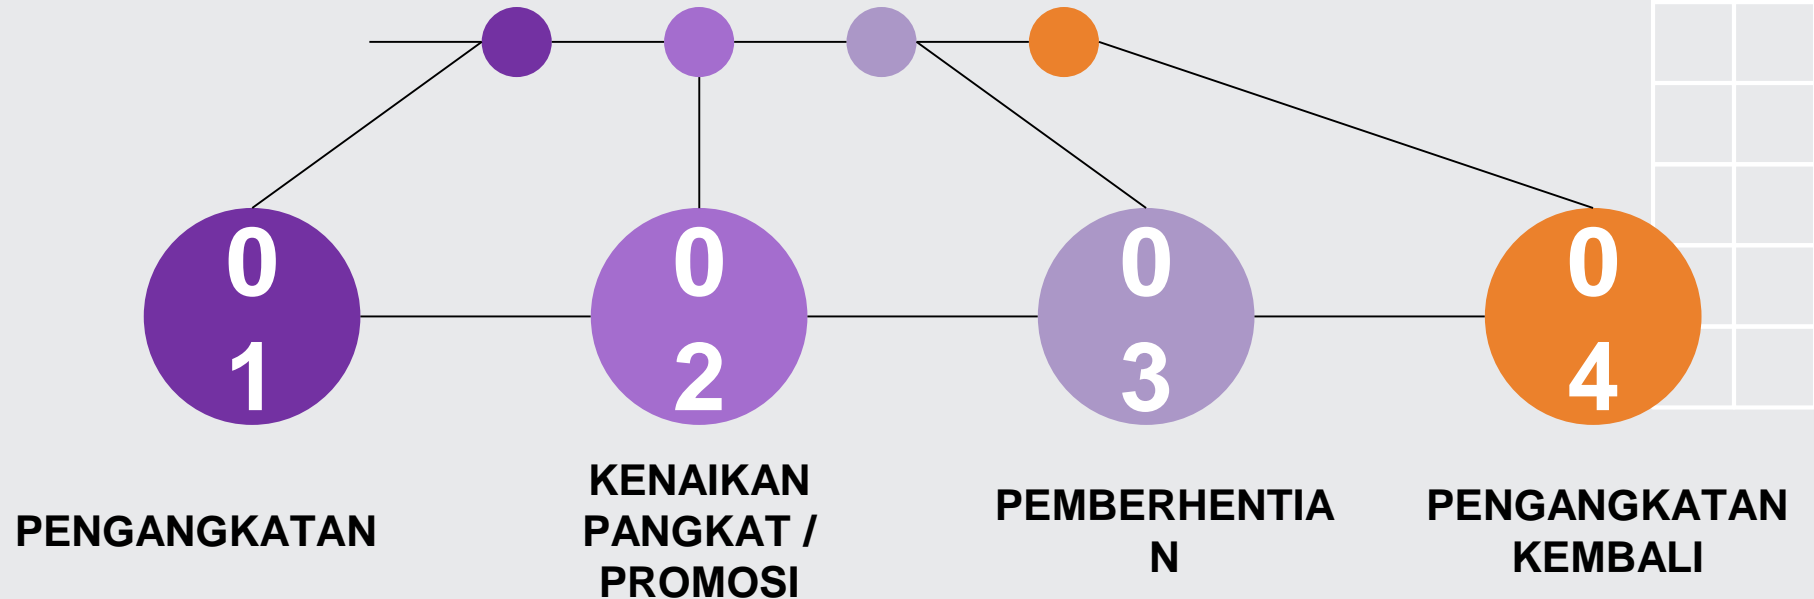 0
1
0
2
0
3
0
4
PENGANGKATAN
KENAIKAN
PANGKAT /
PROMOSI
PEMBERHENTIA
N
PENGANGKATAN
KEMBALI